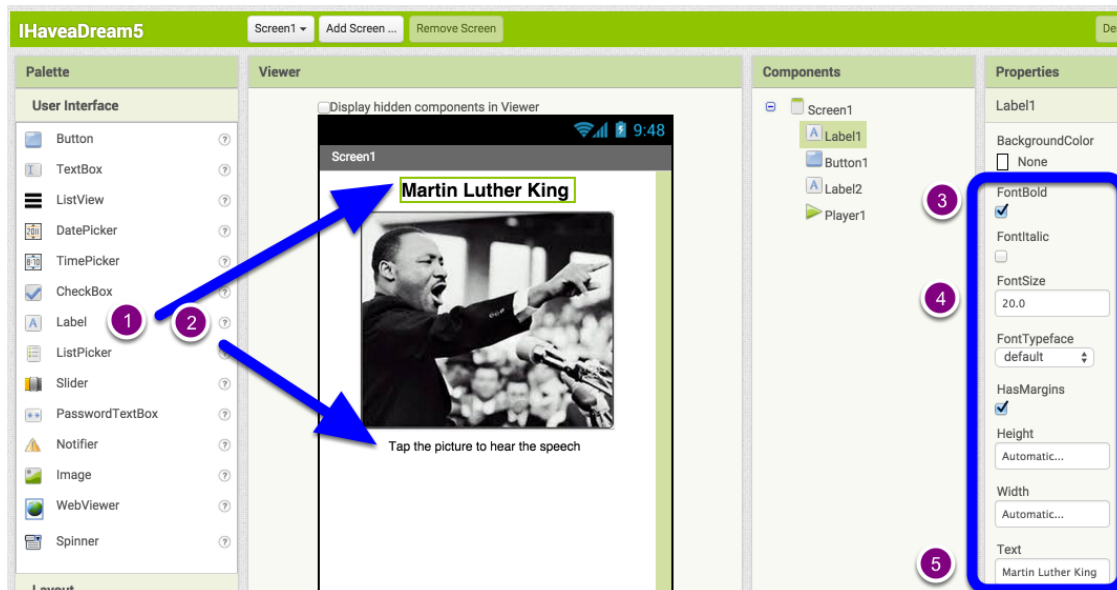 IHaveaDream5
Screen1
Add Screen ...
Remove Screen
Palette
User Interface
Button
TextBox
ListView
DatePicker
TimePicker
CheckBox
Label
ListPicker
Slider
PasswordTextBox
Notifier
Image
WebViewer
Spinner
1
2
Viewer
Display hidden components in Viewer
9:48
Screen1
Martin Luther King
Tap the picture to hear the speech
Components
Screen1
Label1
Button1
Label2
Player1
3
4
5
Properties
Label1
BackgroundColor
None
FontBold
FontItalic
FontSize
20.0
FontTypeface
default
HasMargins
Height
Automatic...
Width
Automatic...
Text
Martin Luther King